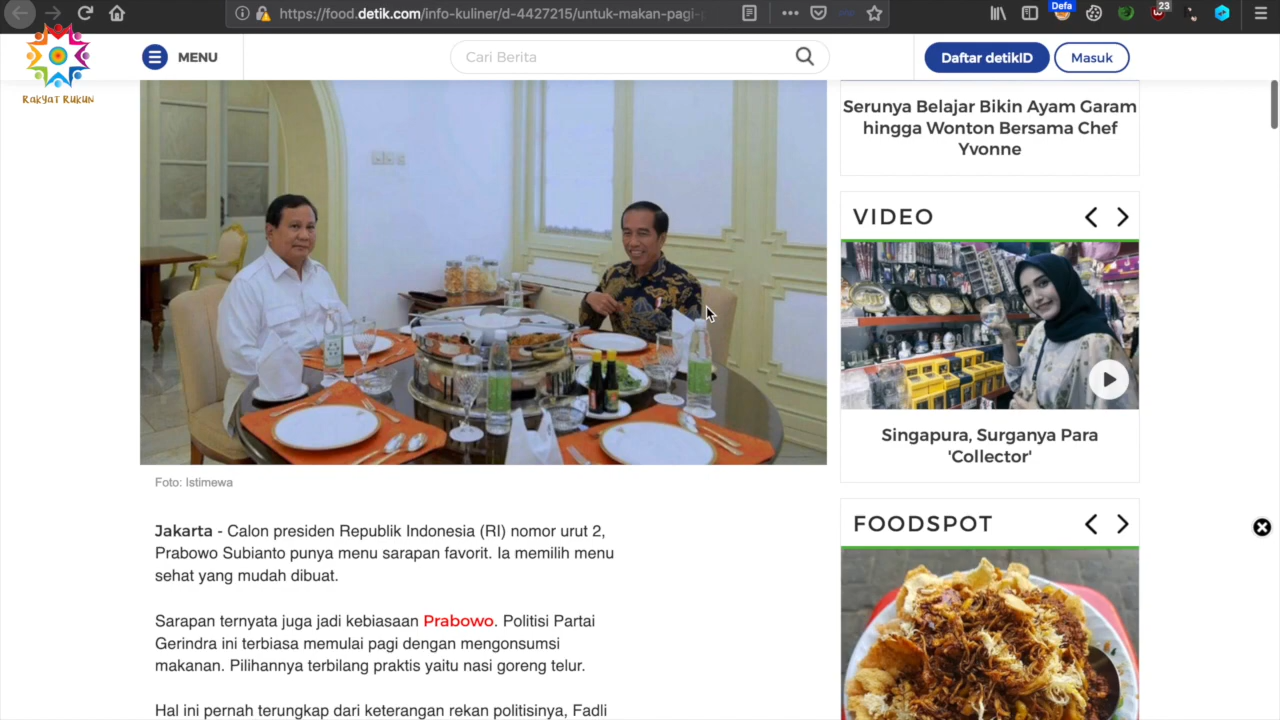 https://food.detik.com/info-kuliner/d-4427215/untuk-makan-pagi-
Defa
23
RAKYAT RUKUN
MENU
Cari Berita
Daftar detikID
Masuk
Foto: Istimewa
Jakarta - Calon presiden Republik Indonesia (RI) nomor urut 2,
Prabowo Subianto punya menu sarapan favorit. Ia memilih menu
sehat yang mudah dibuat.
Sarapan ternyata juga jadi kebiasaan Prabowo. Politisi Partai
Gerindra ini terbiasa memulai pagi dengan mengonsumsi
makanan. Pilihannya terbilang praktis yaitu nasi goreng telur.
Hal ini pernah terungkap dari keterangan rekan politisinya, Fadli
Serunya Belajar Bikin Ayam Garam
hingga Wonton Bersama Chef
Yvonne
VIDEO
Singapura, Surganya Para
'Collector'
FOODSPOT